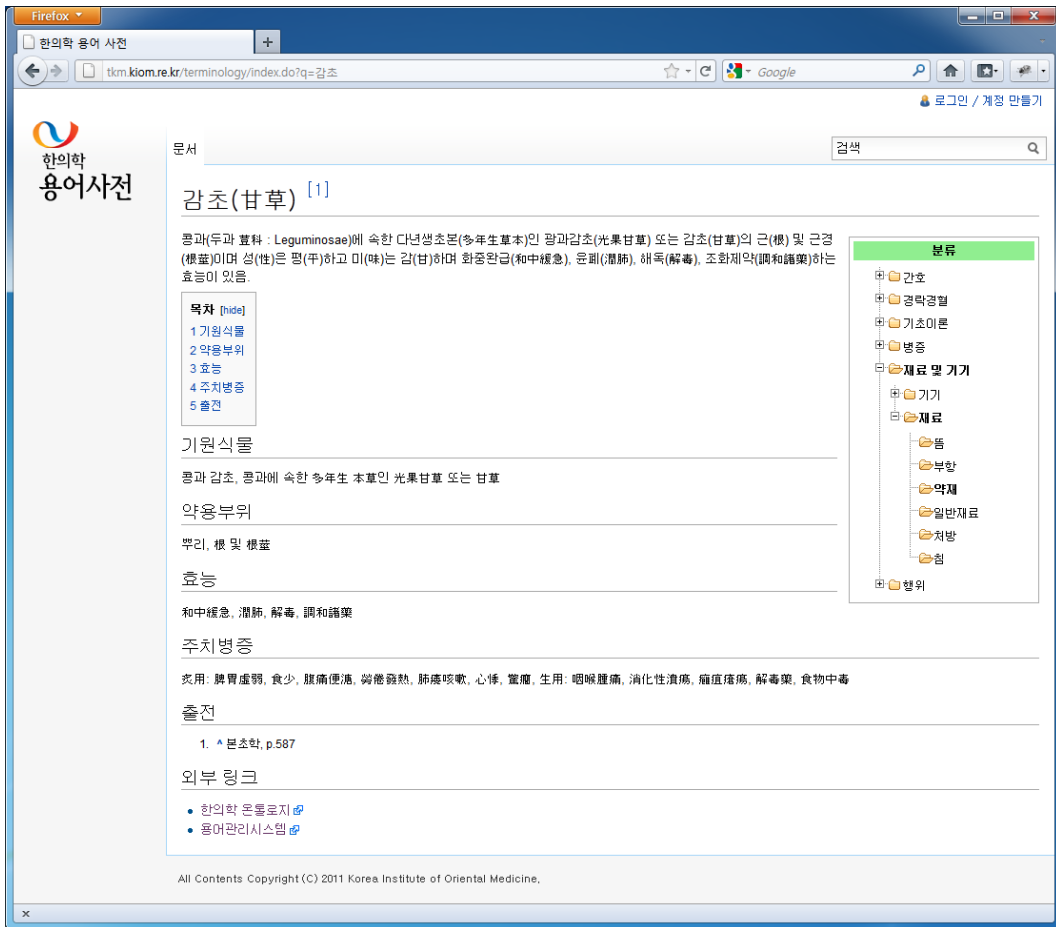 Firefox
한의학 용어 사전
tkm.kiom.re.kr/terminology/index.do?q=감초
Google
로그인 / 계정 만들기
한의학
용어사전
문서
검색
감초(甘草) [1]
콩과(두과 荳科 : Leguminosae)에 속한 다년생초본(多年生草本)인 광과감초(光果甘草) 또는 감초(甘草)의 근(根) 및 근경
(根莖)이며 성(性)은 평(平)하고 미(味)는 감(甘)하며 화중완급(和中緩急), 윤폐(潤肺), 해독(解毒), 조화제약(調和諸藥)하는
효능이 있음.
목차 [hide]
1 기원식물
2 약용부위
3 효능
4 주치병증
5 출전
분류
간호
경락경혈
기초이론
병증
재료 및 기기
기기
재료
뜸
부항
약재
일반재료
처방
침
행위
기원식물
콩과 감초, 콩과에 속한 多年生 本草인 光果甘草 또는 甘草
약용부위
뿌리, 根 및 根莖
효능
和中緩急, 潤肺, 解毒, 調和諸藥
주치병증
炙用: 脾胃虛弱, 食少, 腹痛便溏, 勞倦發熱, 肺痿咳嗽, 心悸, 驚癎, 生用: 咽喉腫痛, 消化性潰瘍, 癰疽瘡瘍, 解毒藥, 食物中毒
출전
1. ^ 본초학, p.587
외부 링크
한의학 온톨로지
용어관리시스템
All Contents Copyright (C) 2011 Korea Institute of Oriental Medicine,